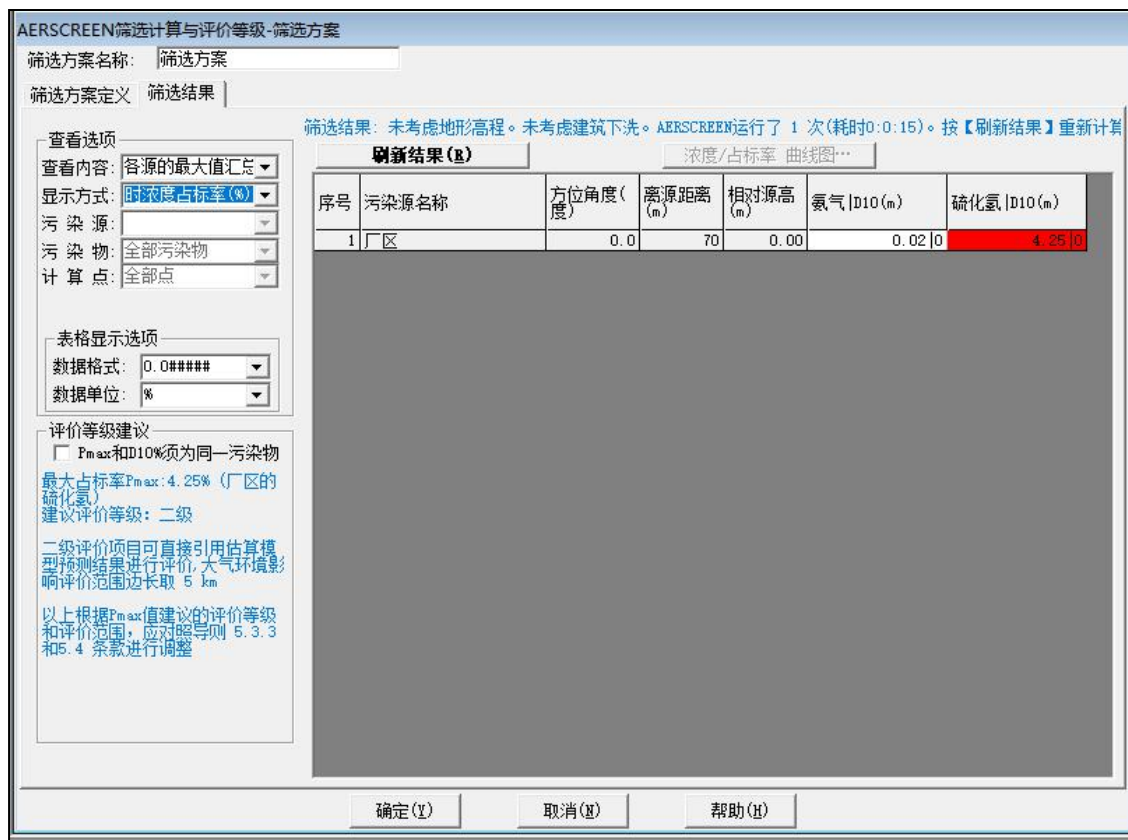 AERSCREEN筛选计算与评价等级-筛选方案
筛选方案名称: 筛选方案
筛选方案定义 筛选结果
查看选项
查看内容: 各源的最大值汇总
显示方式: 时浓度占标率(%)
污 染 源:
污 染 物: 全部污染物
计 算 点: 全部点
表格显示选项
数据格式: 0.0#####
数据单位: %
评价等级建议
Pmax和D10%须为同一污染物
最大占标率Pmax:4.25% (厂区的
硫化氢)
建议评价等级: 二级
二级评价项目可直接引用估算模
型预测结果进行评价,大气环境影
响评价范围边长取 5 km
以上根据Pmax值建议的评价等级
和评价范围,应对照导则 5.3.3
和5.4 条款进行调整
筛选结果: 未考虑地形高程。未考虑建筑下洗。AERSCREEN运行了 1 次(耗时0:0:15)。按【刷新结果】重新计算
刷新结果(R) 浓度/占标率 曲线图…
序号 污染源名称 方位角度(度) 离源距离(m) 相对源高(m) 氨气|D10(m) 硫化氢|D10(m)
1 厂区 0.0 70 0.00 0.02|0 4.25|0
确定(Y) 取消(N) 帮助(H)